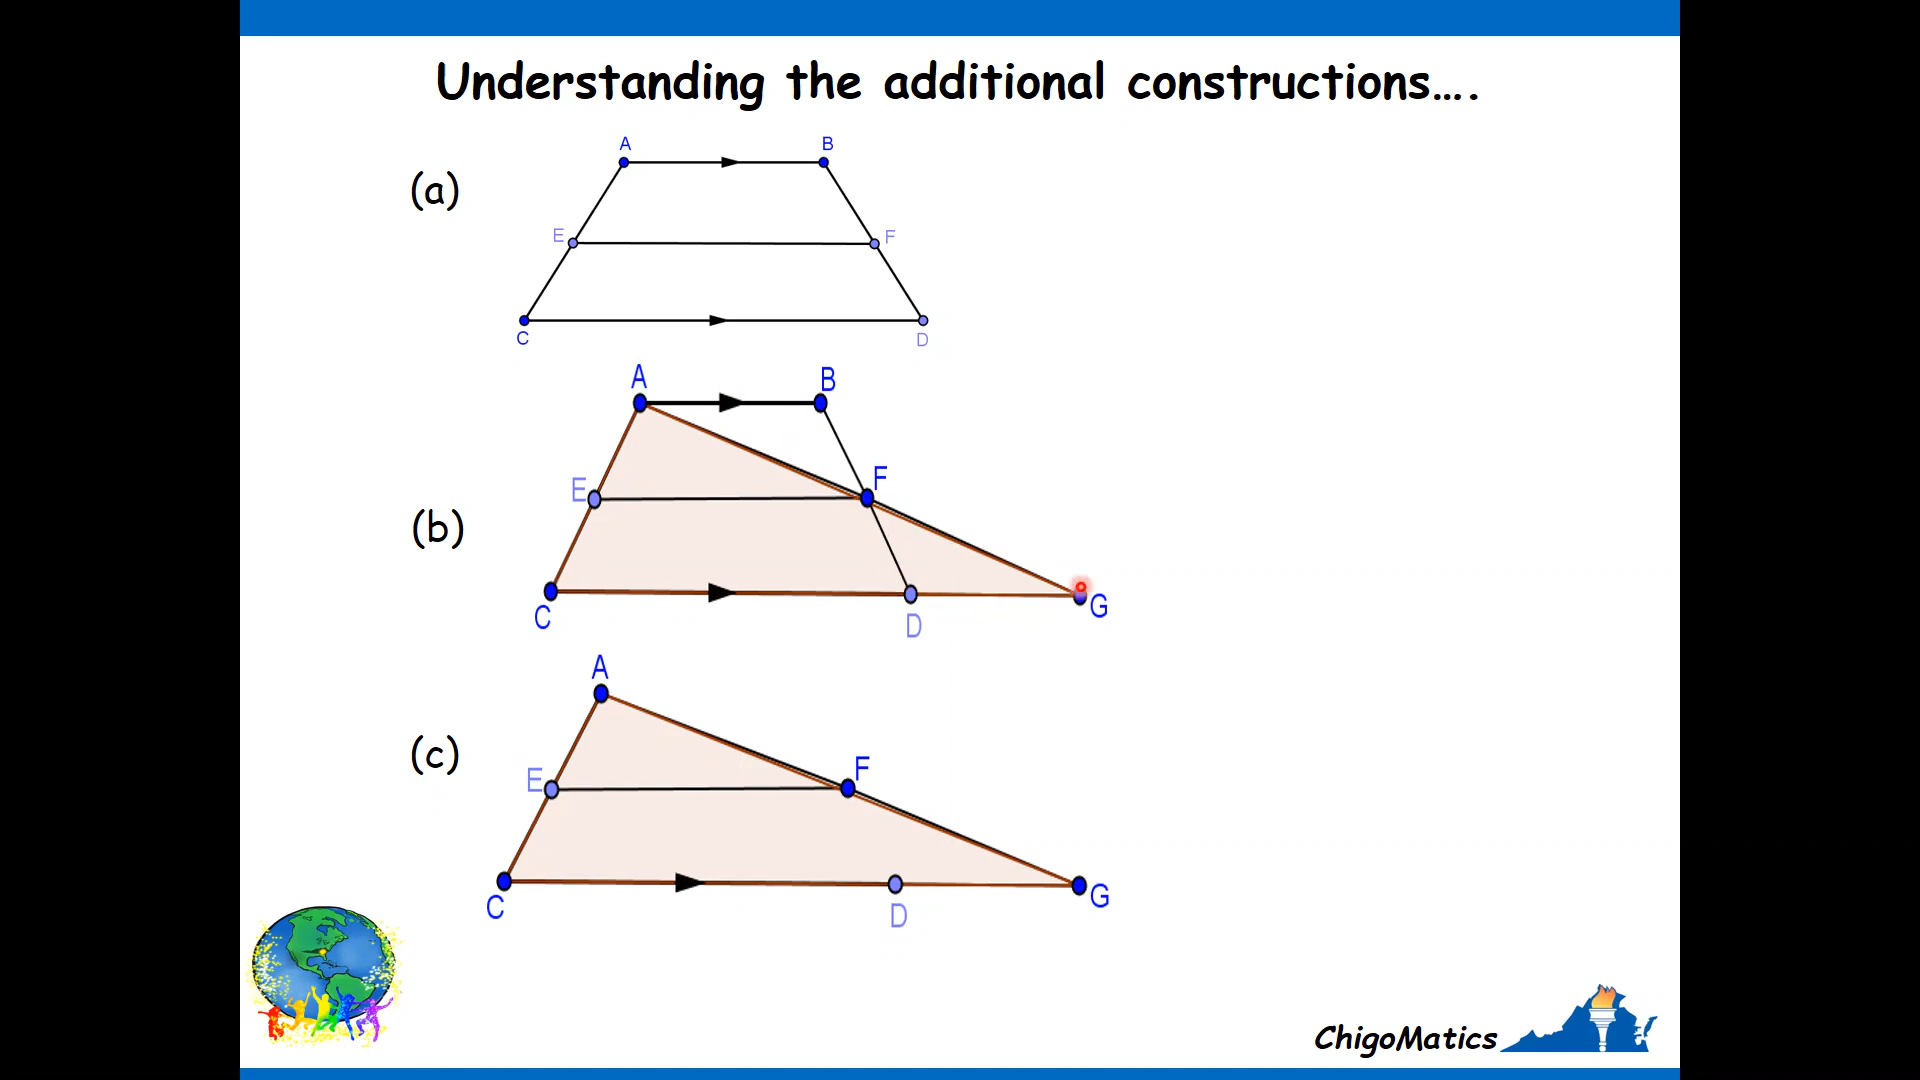 Understanding the additional constructions....
A B
(a)
E F
C D
A B
E F
(b)
C D G
A
(c)
E F
C D G
ChigoMatics